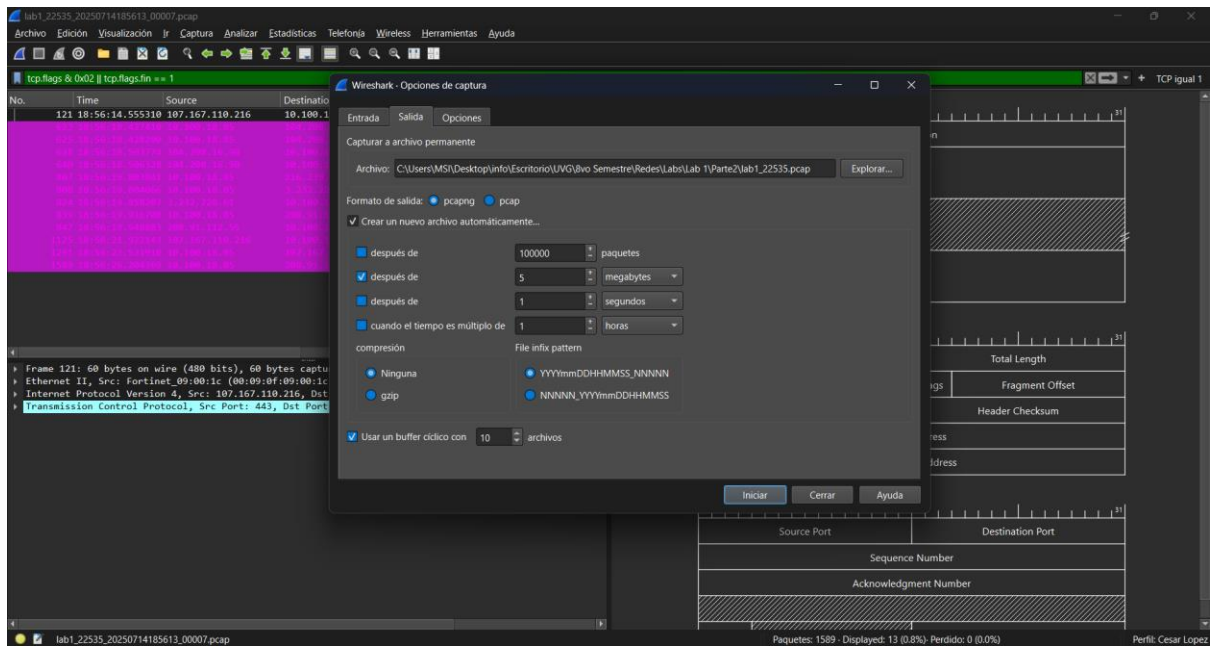 lab1_22535_20250714185613_00007.pcap
Archivo Edición Visualización Ir Captura Analizar Estadísticas Telefonía Wireless Herramientas Ayuda
tcp.flags & 0x02 || tcp.flags.fin == 1
TCP igual 1
No. Time Source Destinatio
121 18:56:14.555310 107.167.110.216 10.100.1
Frame 121: 60 bytes on wire (480 bits), 60 bytes captu
Ethernet II, Src: Fortinet_09:00:1c (00:09:0f:09:00:1c
Internet Protocol Version 4, Src: 107.167.110.216, Dst
Transmission Control Protocol, Src Port: 443, Dst Port
Wireshark · Opciones de captura
Entrada Salida Opciones
Capturar a archivo permanente
Archivo: C:\Users\MSI\Desktop\info\Escritorio\UVG\8vo Semestre\Redes\Labs\Lab 1\Parte2\lab1_22535.pcap Explorar...
Formato de salida: pcapng pcap
Crear un nuevo archivo automáticamente...
después de 100000 paquetes
después de 5 megabytes
después de 1 segundos
cuando el tiempo es múltiplo de 1 horas
compresión File infix pattern
Ninguna YYYYmmDDHHMMSS_NNNNN
gzip NNNNN_YYYYmmDDHHMMSS
Usar un buffer cíclico con 10 archivos
Iniciar Cerrar Ayuda
31
n
31
Total Length
ags Fragment Offset
Header Checksum
ress
ddress
31
Source Port Destination Port
Sequence Number
Acknowledgment Number
lab1_22535_20250714185613_00007.pcap
Paquetes: 1589 · Displayed: 13 (0.8%) · Perdido: 0 (0.0%)
Perfil: Cesar Lopez